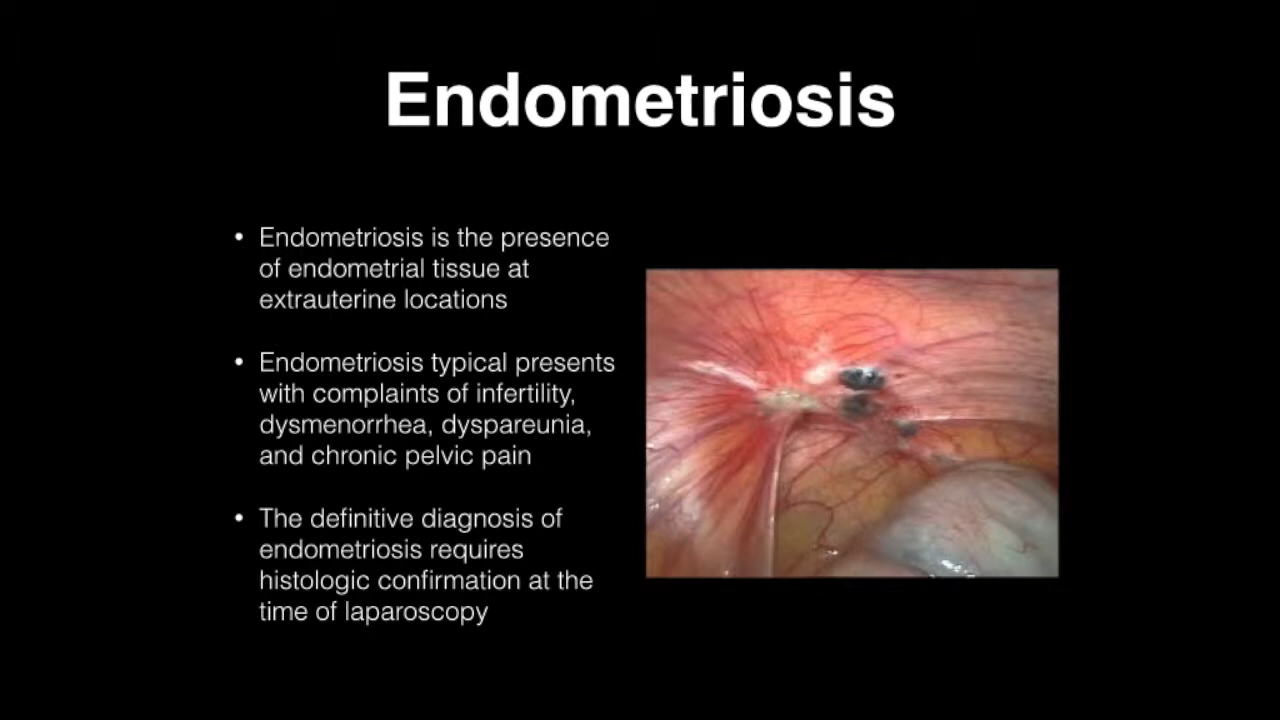 Endometriosis
• Endometriosis is the presence
of endometrial tissue at
extrauterine locations
• Endometriosis typical presents
with complaints of infertility,
dysmenorrhea, dyspareunia,
and chronic pelvic pain
• The definitive diagnosis of
endometriosis requires
histologic confirmation at the
time of laparoscopy